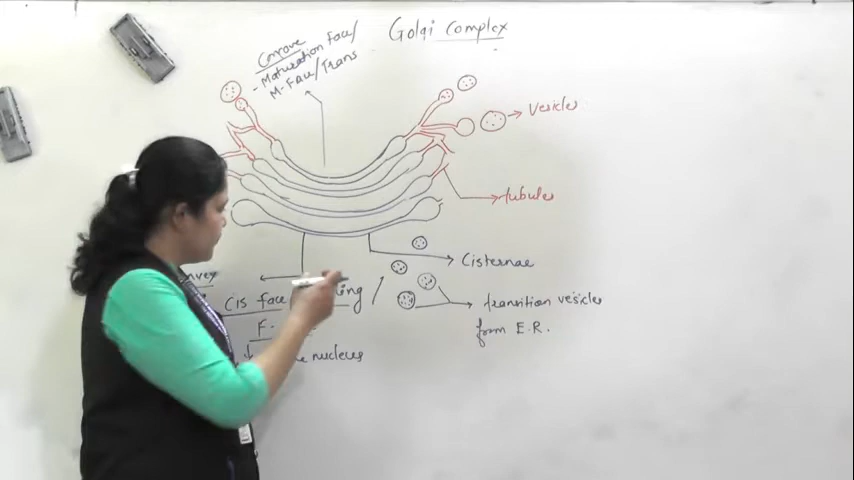 Golgi Complex
Concave
- Maturation Face/
M-Face/Trans
Vesicles
tubules
Cisternae
Cis face
F.
nucleus
transition vesicles
from E.R.